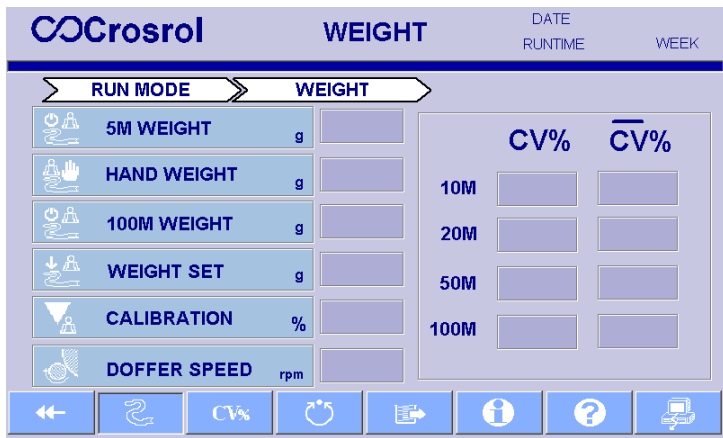 Crosrol
WEIGHT
DATE
RUNTIME
WEEK
RUN MODE
WEIGHT
5M WEIGHT g
HAND WEIGHT g
100M WEIGHT g
WEIGHT SET g
CALIBRATION %
DOFFER SPEED rpm
CV% CV%
10M
20M
50M
100M
CV%
i
?